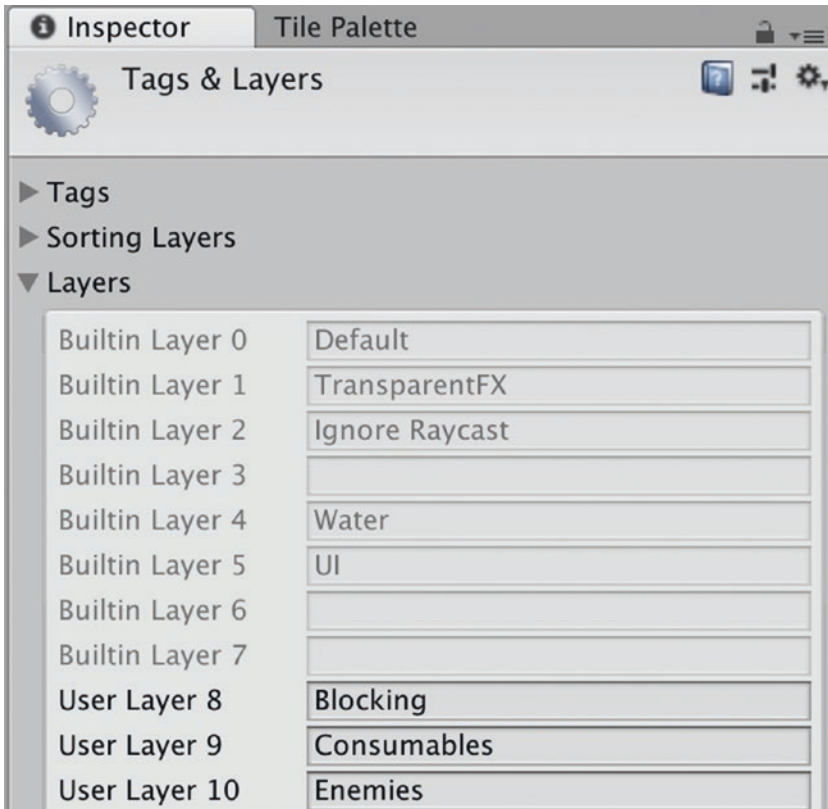 Inspector
Tile Palette
Tags & Layers
Tags
Sorting Layers
Layers
Builtin Layer 0 Default
Builtin Layer 1 TransparentFX
Builtin Layer 2 Ignore Raycast
Builtin Layer 3
Builtin Layer 4 Water
Builtin Layer 5 UI
Builtin Layer 6
Builtin Layer 7
User Layer 8 Blocking
User Layer 9 Consumables
User Layer 10 Enemies